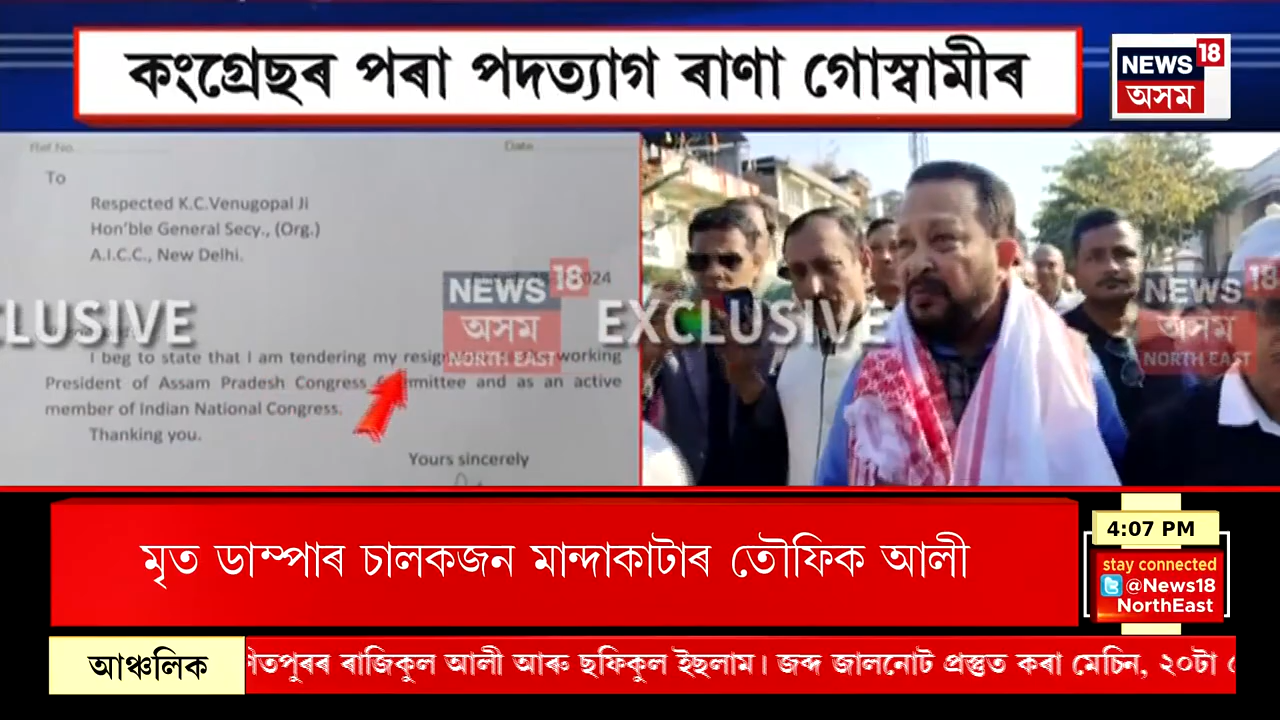 কংগ্ৰেছৰ পৰা পদত্যাগ ৰাণা গোস্বামীৰ
NEWS 18
অসম
Ref No.
Date
To
Respected K.C.Venugopal Ji
Hon'ble General Secy., (Org.)
A.I.C.C., New Delhi.
2024
NEWS 18
অসম
NORTH EAST
NEWS 18
অসম
NORTH EAST
CLUSIVE
EXCLUSIVE
I beg to state that I am tendering my working
President of Assam Pradesh Congress and as an active
member of Indian National Congress.
Thanking you.
Yours sincerely
মৃত ডাম্পাৰ চালকজন মান্দাকাটাৰ তৌফিক আলী
4:07 PM
stay connected
@News18
NorthEast
আঞ্চলিক
ৰাজিকুল আলী আৰু ছফিকুল ইছলাম। জব্দ জালনোট প্ৰস্তুত কৰা মেচিন, ২০টা